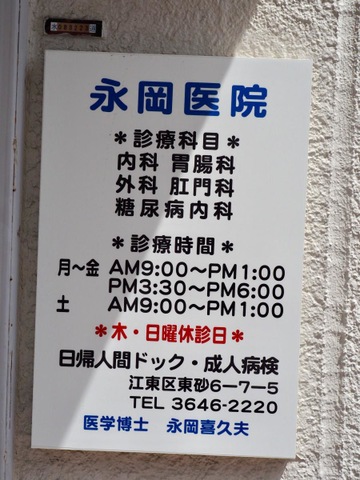 永岡医院
＊診療科目＊
内科 胃腸科
外科 肛門科
糖尿病内科
＊診療時間＊
月〜金 AM9:00〜PM1:00
PM3:30〜PM6:00
土 AM9:00〜PM1:00
＊木・日曜休診日＊
日帰人間ドック・成人病検
江東区東砂6ー7ー5
TEL 3646-2220
医学博士 永岡喜久夫